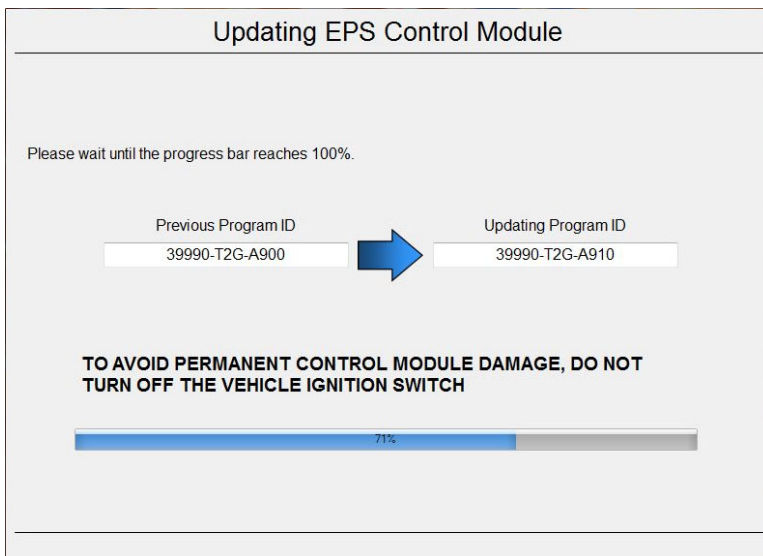 Updating EPS Control Module
Please wait until the progress bar reaches 100%.
Previous Program ID
Updating Program ID
39990-T2G-A900
39990-T2G-A910
TO AVOID PERMANENT CONTROL MODULE DAMAGE, DO NOT
TURN OFF THE VEHICLE IGNITION SWITCH
71%